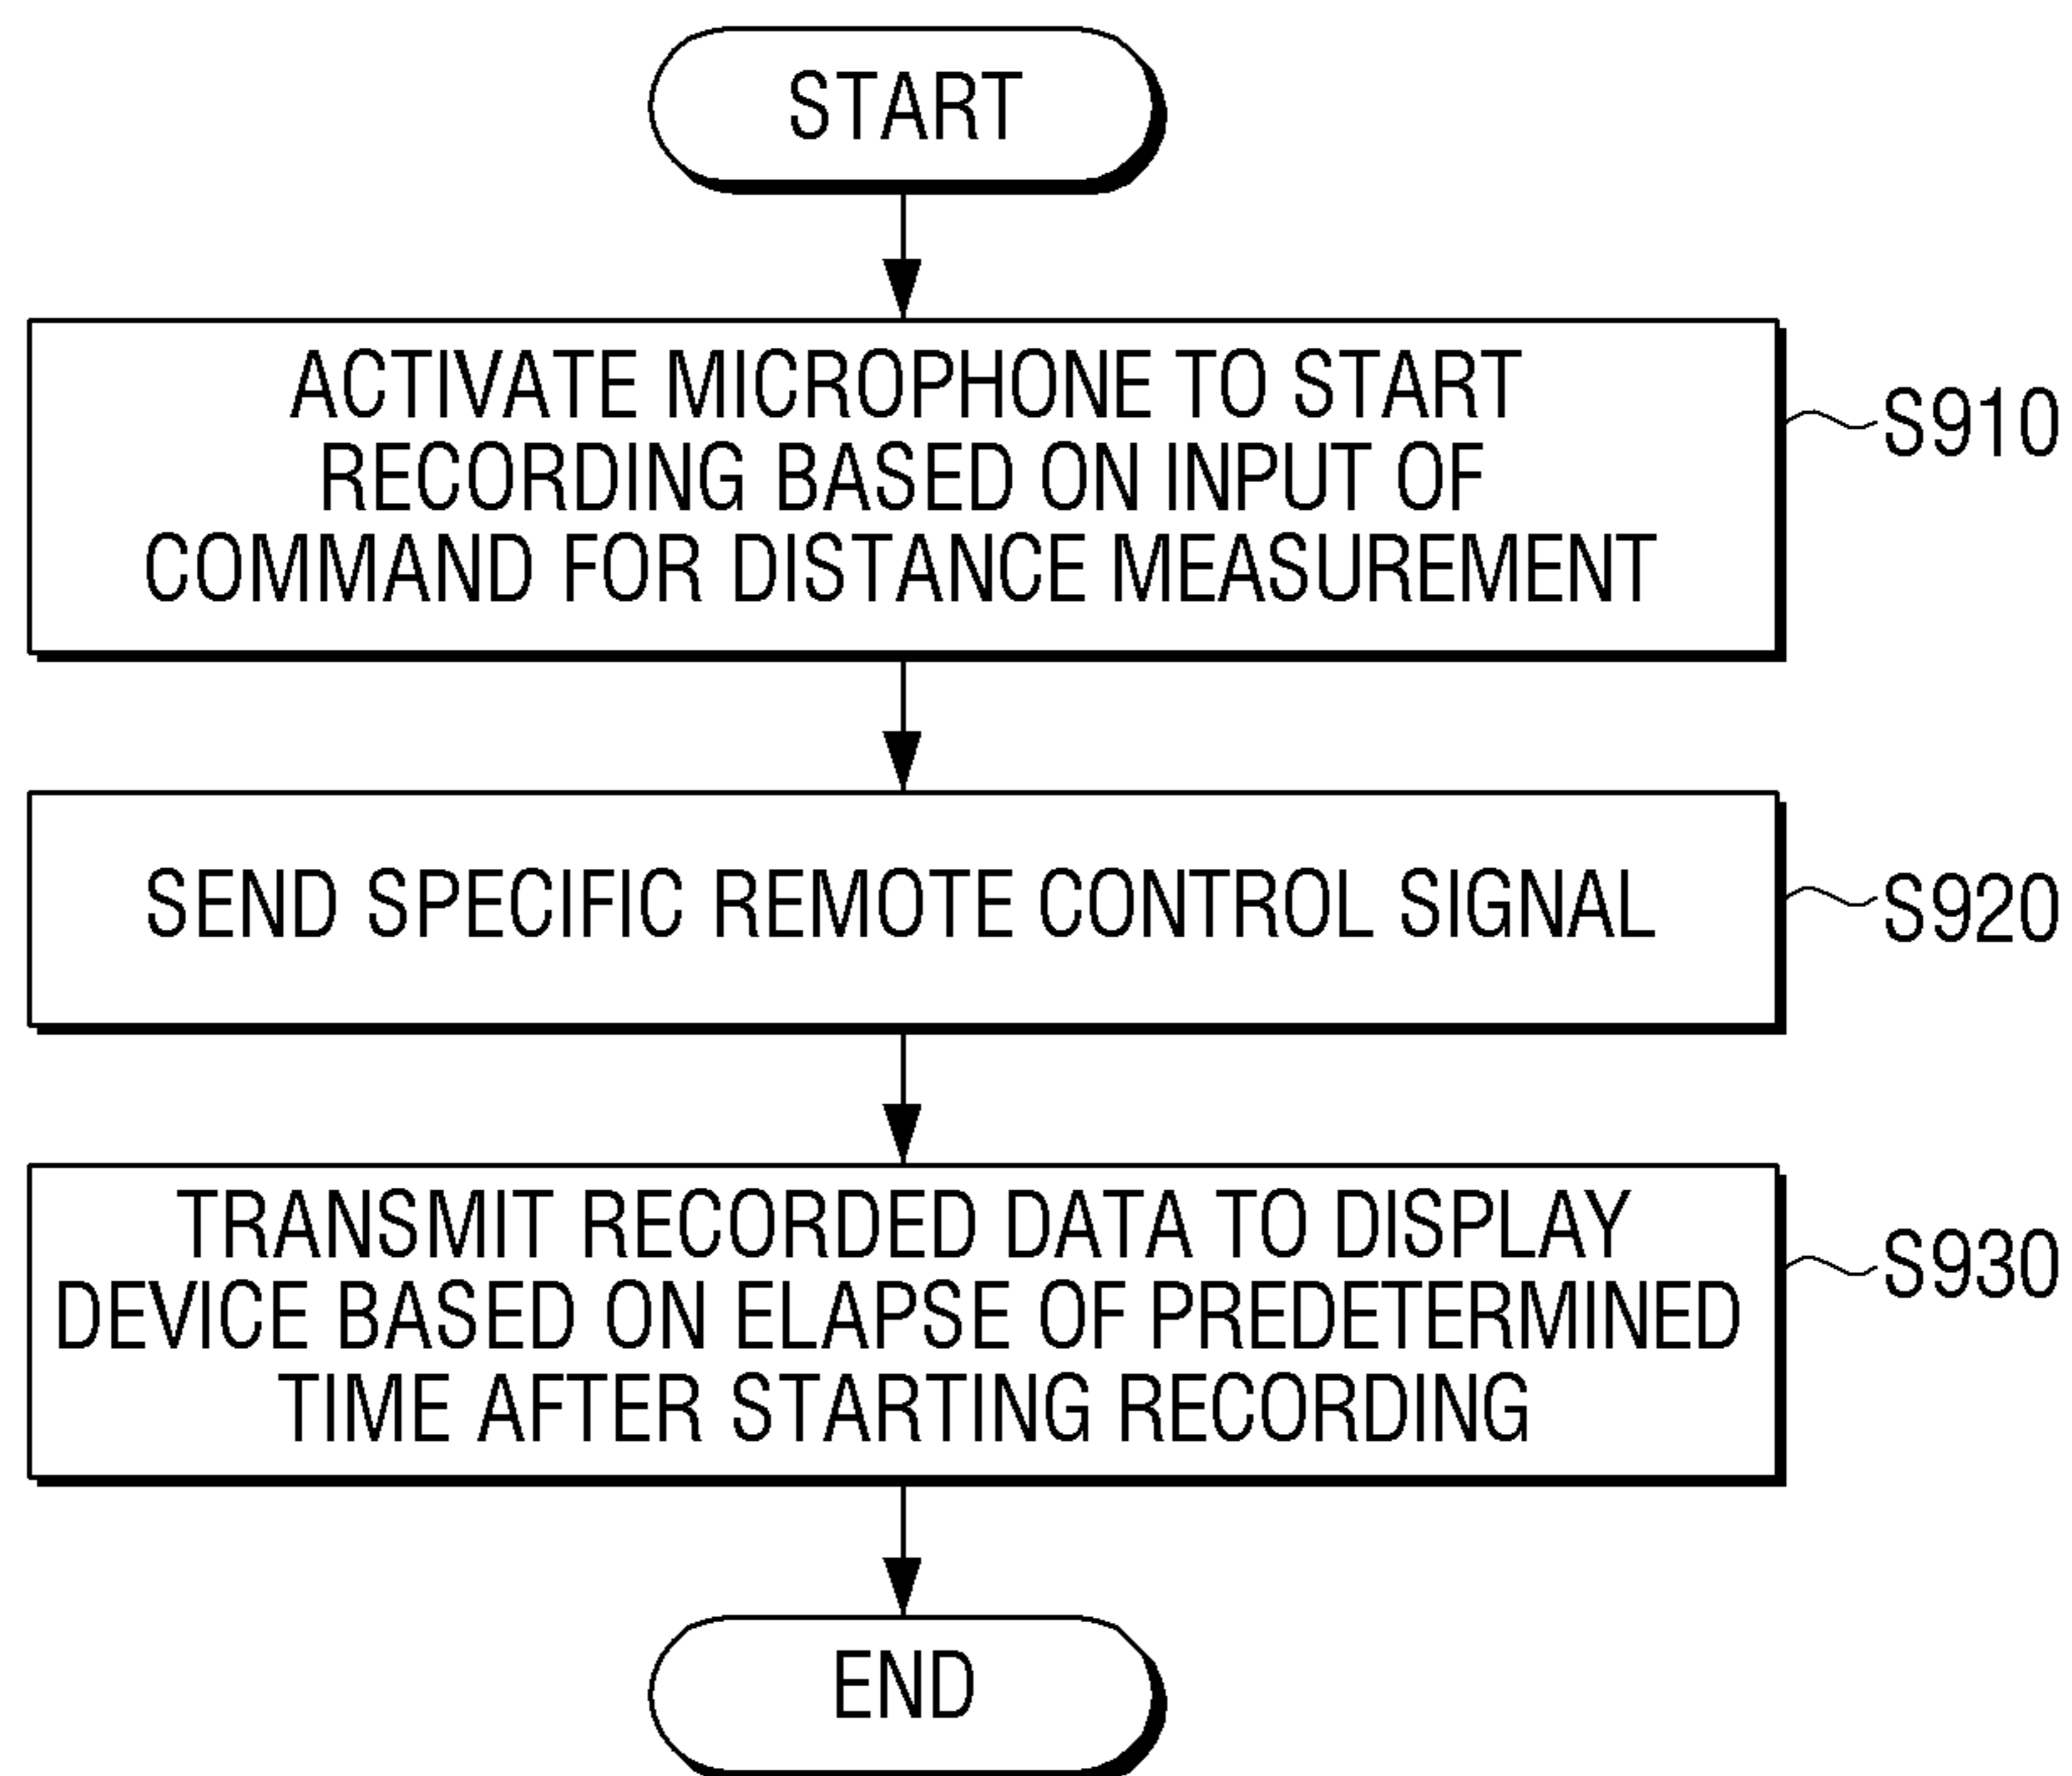 START
ACTIVATE MICROPHONE TO START
RECORDING BASED ON INPUT OF
COMMAND FOR DISTANCE MEASUREMENT
S910
SEND SPECIFIC REMOTE CONTROL SIGNAL
S920
TRANSMIT RECORDED DATA TO DISPLAY
DEVICE BASED ON ELAPSE OF PREDETERMINED
TIME AFTER STARTING RECORDING
S930
END